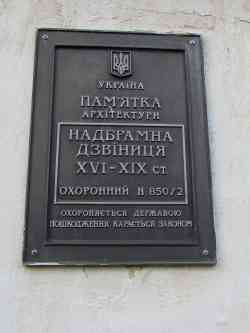 УКРАЇНА
ПАМ'ЯТКА
АРХІТЕКТУРИ
НАДБРАМНА
ДЗВІНИЦЯ
XVI-XIX СТ
ОХОРОННИЙ N 850/2
ОХОРОНЯЄТЬСЯ ДЕРЖАВОЮ
ПОШКОДЖЕННЯ КАРАЄТЬСЯ ЗАКОНОМ